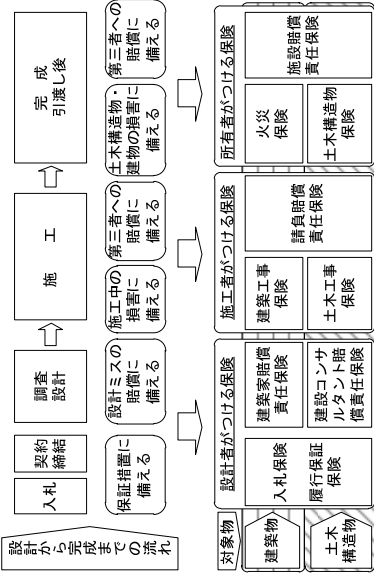 設計から完成までの流れ
入札
契約
締結
調査
設計
施　　工
完　成
引渡し後
保証措置に
備える
設計ミスの
賠償に
備える
施工中の
損害に
備える
第三者への
賠償に
備える
土木構造物・
建物の損害に
備える
第三者への
賠償に
備える
対象物
建築物
土木
構造物
設計者がつける保険
入札保険
履行保証
保険
建築家賠償
責任保険
建設コンサ
ルタント賠
償責任保険
施工者がつける保険
建築工事
保険
土木工事
保険
請負賠償
責任保険
所有者がつける保険
火災
保険
土木構造物
保険
施設賠償
責任保険